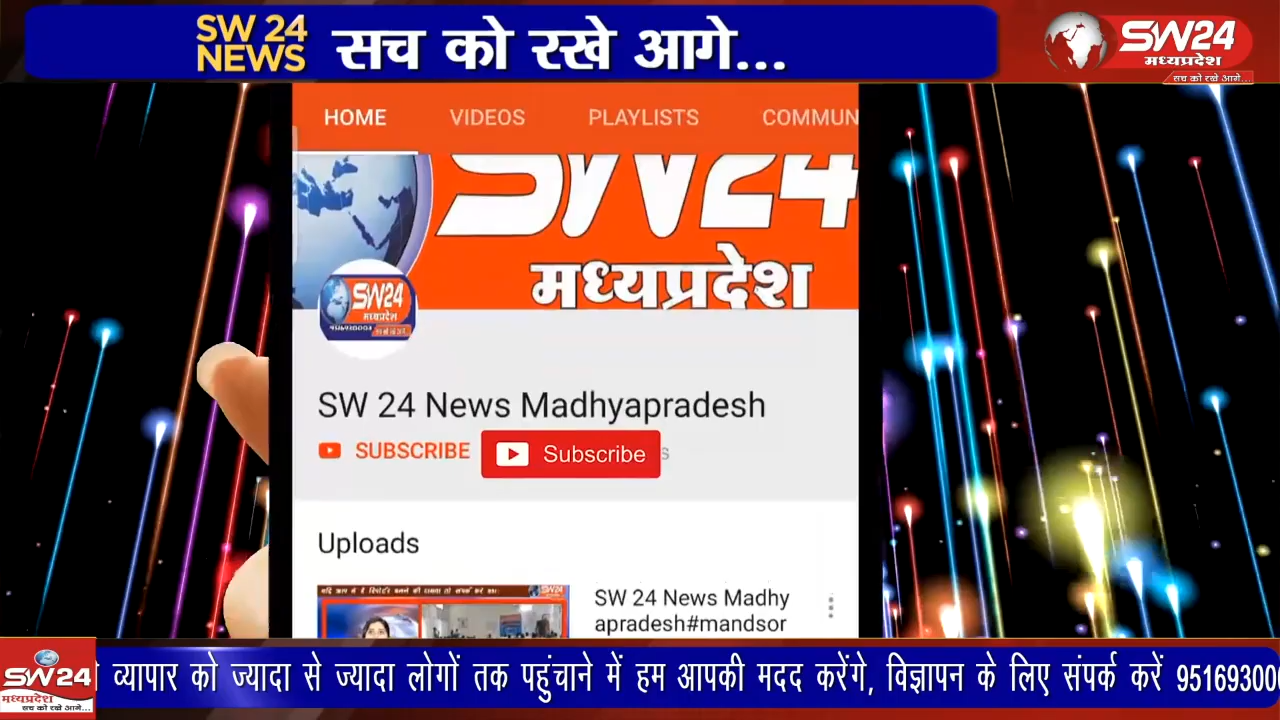 SW 24
NEWS
सच को रखे आगे...
SW24
मध्यप्रदेश
सच को रखे आगे...
HOME VIDEOS PLAYLISTS COMMUN
SW24
मध्यप्रदेश
SW24
मध्यप्रदेश
SW 24 News Madhyapradesh
SUBSCRIBE Subscribe s
Uploads
SW 24 News Madhy
apradesh#mandsor
SW24
मध्यप्रदेश
सच को रखे आगे...
व्यापार को ज्यादा से ज्यादा लोगों तक पहुंचाने में हम आपकी मदद करेंगे, विज्ञापन के लिए संपर्क करें 951693000